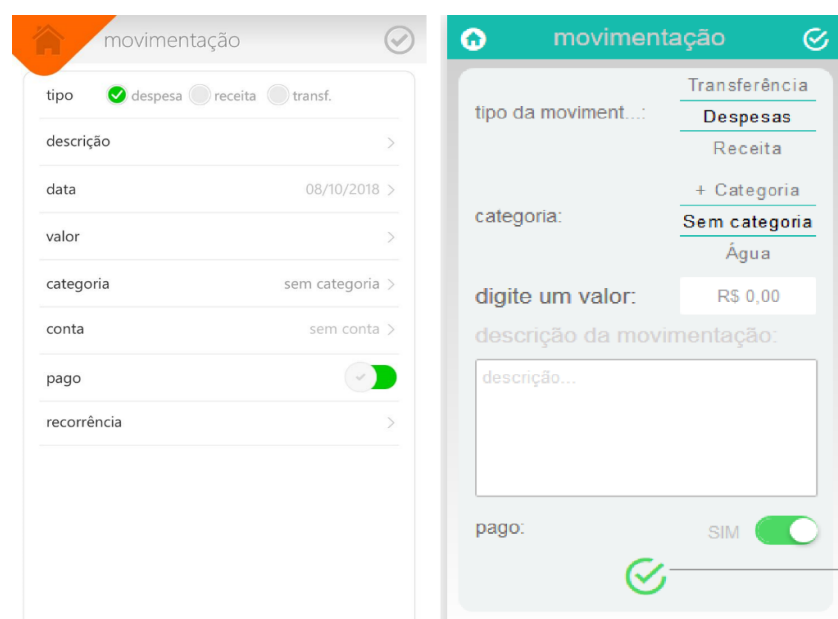 movimentação
tipo despesa receita transf.
descrição
data 08/10/2018
valor
categoria sem categoria
conta sem conta
pago
recorrência
movimentação
Transferência
tipo da moviment...: Despesas
Receita
+ Categoria
categoria: Sem categoria
Água
digite um valor: R$ 0,00
descrição da movimentação:
descrição...
pago: SIM